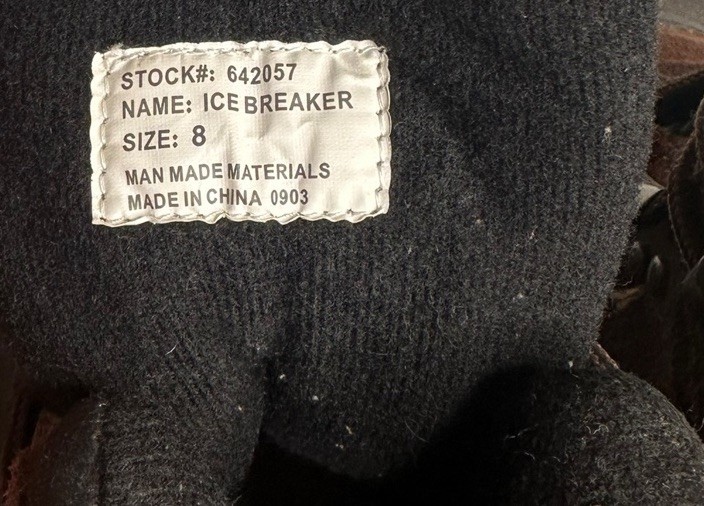 STOCK#: 642057
NAME: ICE BREAKER
SIZE: 8
MAN MADE MATERIALS
MADE IN CHINA 0903